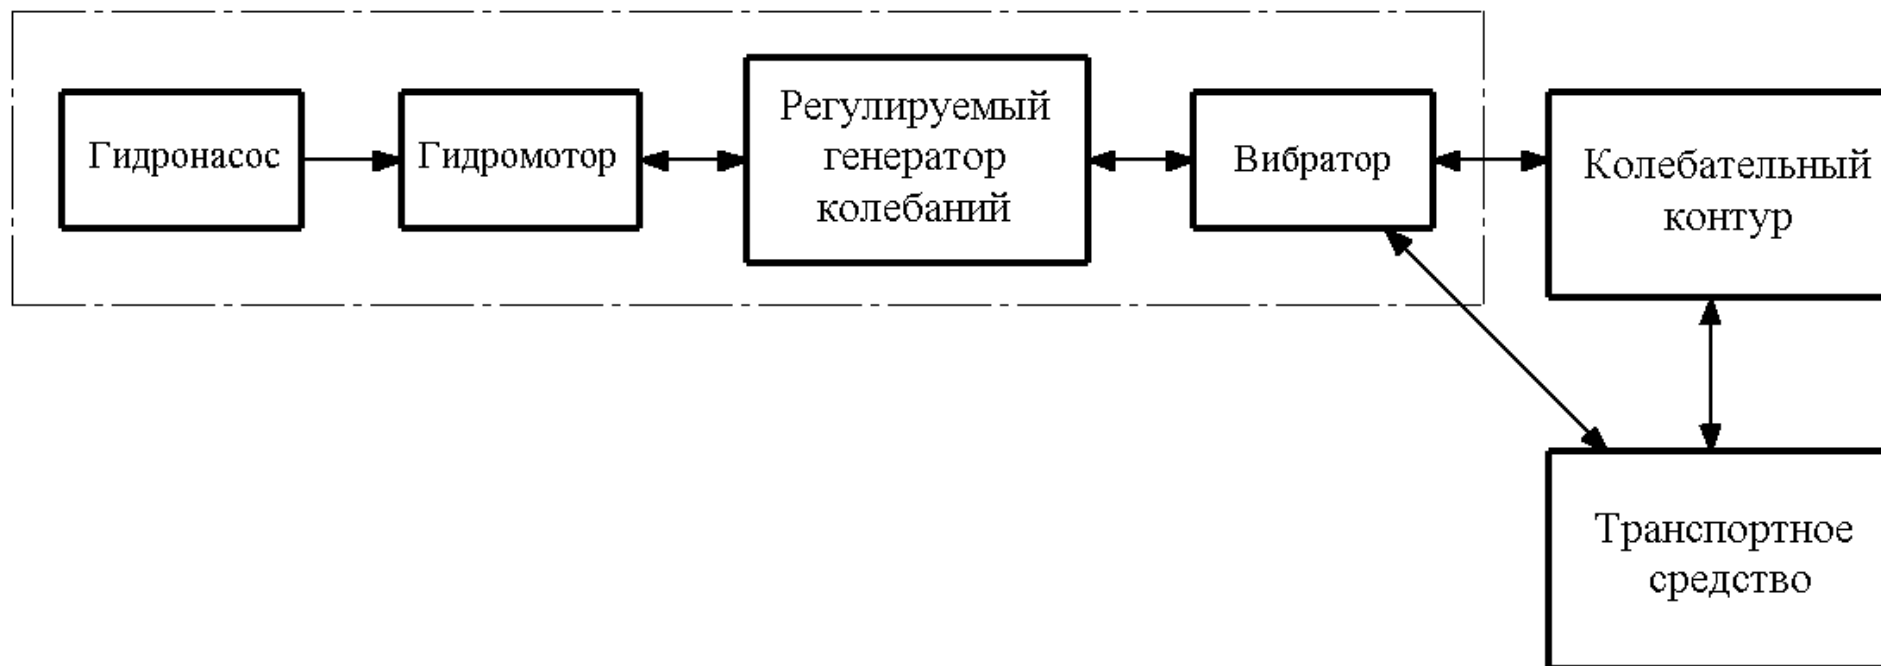 Гидронасос
Гидромотор
Регулируемый
генератор
колебаний
Вибратор
Колебательный
контур
Транспортное
средство